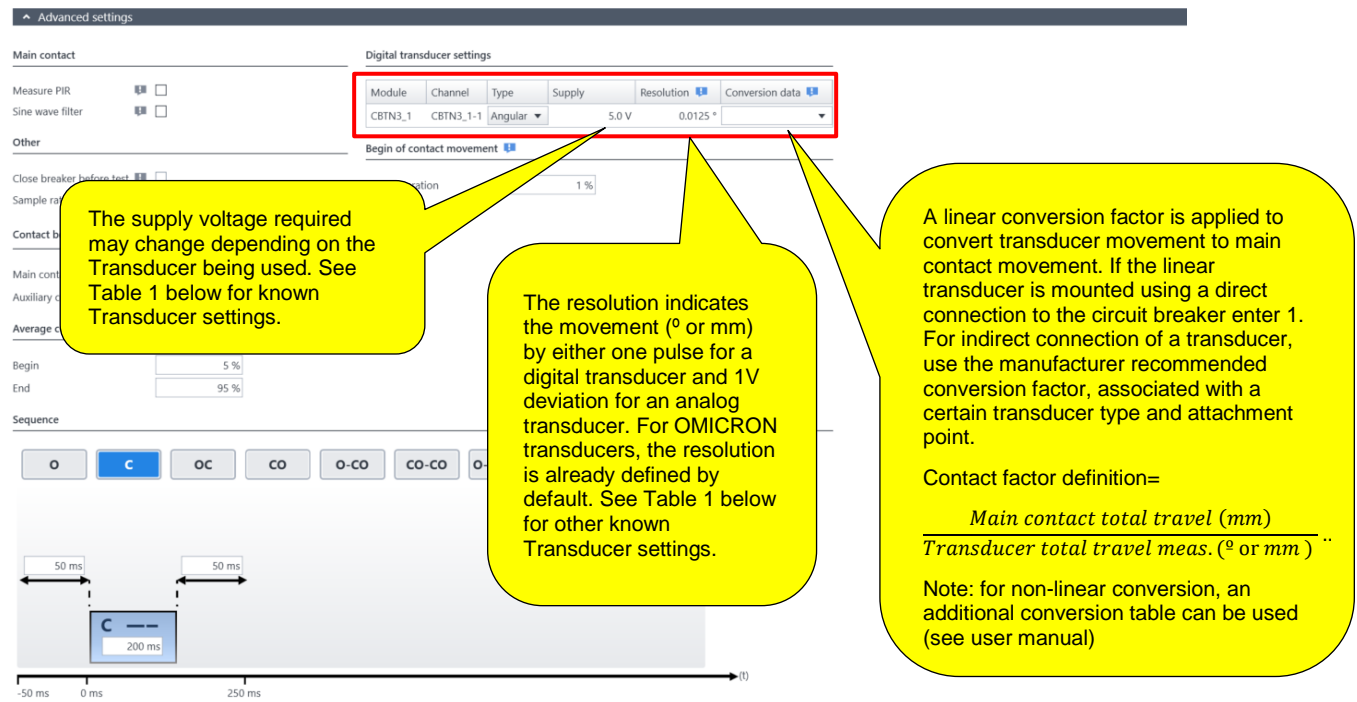 Advanced settings
Main contact
Measure PIR
Sine wave filter
Other
Close breaker before test
Sample
Contact
Main
Auxiliary
Average
Begin 5 %
End 95 %
Digital transducer settings
Module Channel Type Supply Resolution Conversion data
CBTN3_1 CBTN3_1-1 Angular 5.0 V 0.0125 °
Begin of contact movement
1 %
The supply voltage required
may change depending on the
Transducer being used. See
Table 1 below for known
Transducer settings.
The resolution indicates
the movement (º or mm)
by either one pulse for a
digital transducer and 1V
deviation for an analog
transducer. For OMICRON
transducers, the resolution
is already defined by
default. See Table 1 below
for other known
Transducer settings.
A linear conversion factor is applied to
convert transducer movement to main
contact movement. If the linear
transducer is mounted using a direct
connection to the circuit breaker enter 1.
For indirect connection of a transducer,
use the manufacturer recommended
conversion factor, associated with a
certain transducer type and attachment
point.
Contact factor definition=
Main contact total travel (mm)
Transducer total travel meas. (º or mm ) ..
Note: for non-linear conversion, an
additional conversion table can be used
(see user manual)
Sequence
O C OC CO O-CO CO-CO O-
50 ms 50 ms
C
200 ms
(t)
-50 ms 0 ms 250 ms